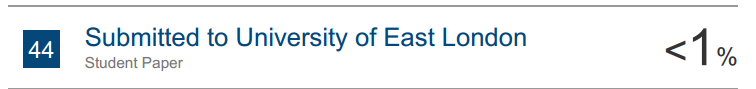 44 Submitted to University of East London <1%
Student Paper